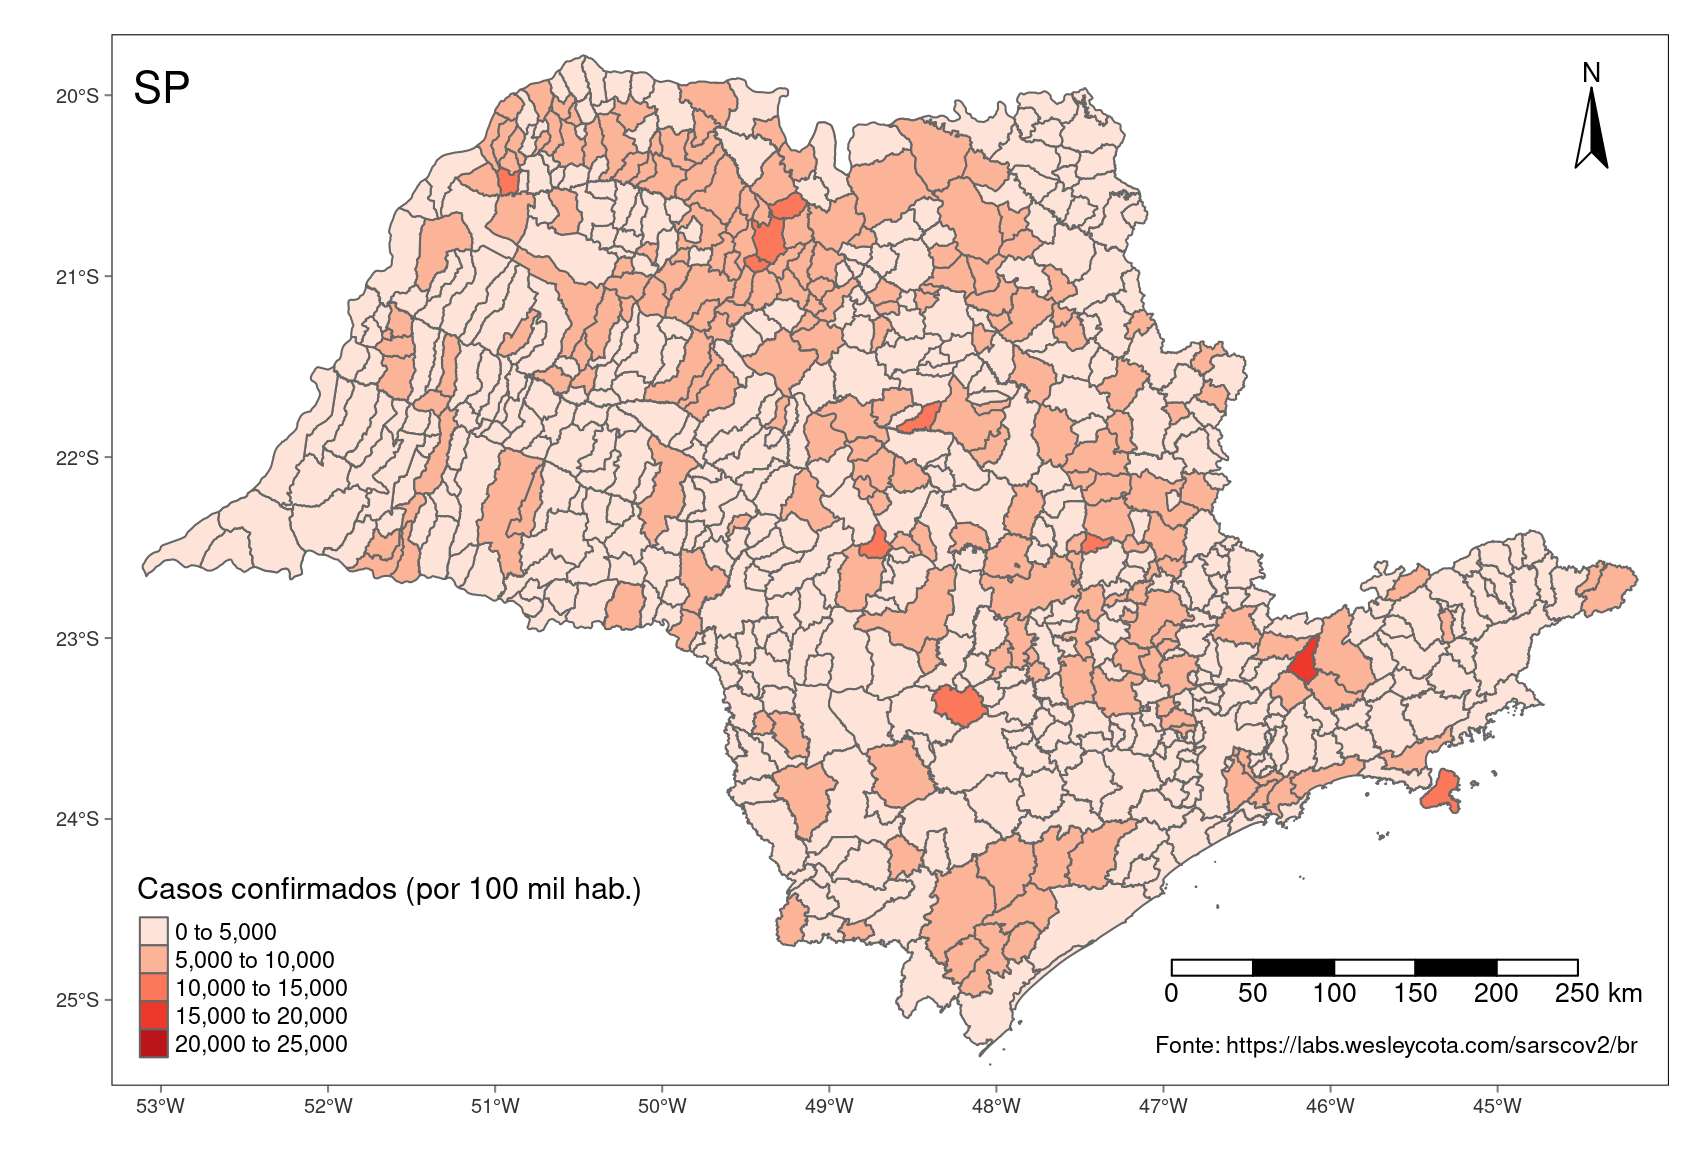 SP
N
20°S
21°S
22°S
23°S
24°S
25°S
Casos confirmados (por 100 mil hab.)
0 to 5,000
5,000 to 10,000
10,000 to 15,000
15,000 to 20,000
20,000 to 25,000
0 50 100 150 200 250 km
Fonte: https://labs.wesleycota.com/sarscov2/br
53°W 52°W 51°W 50°W 49°W 48°W 47°W 46°W 45°W